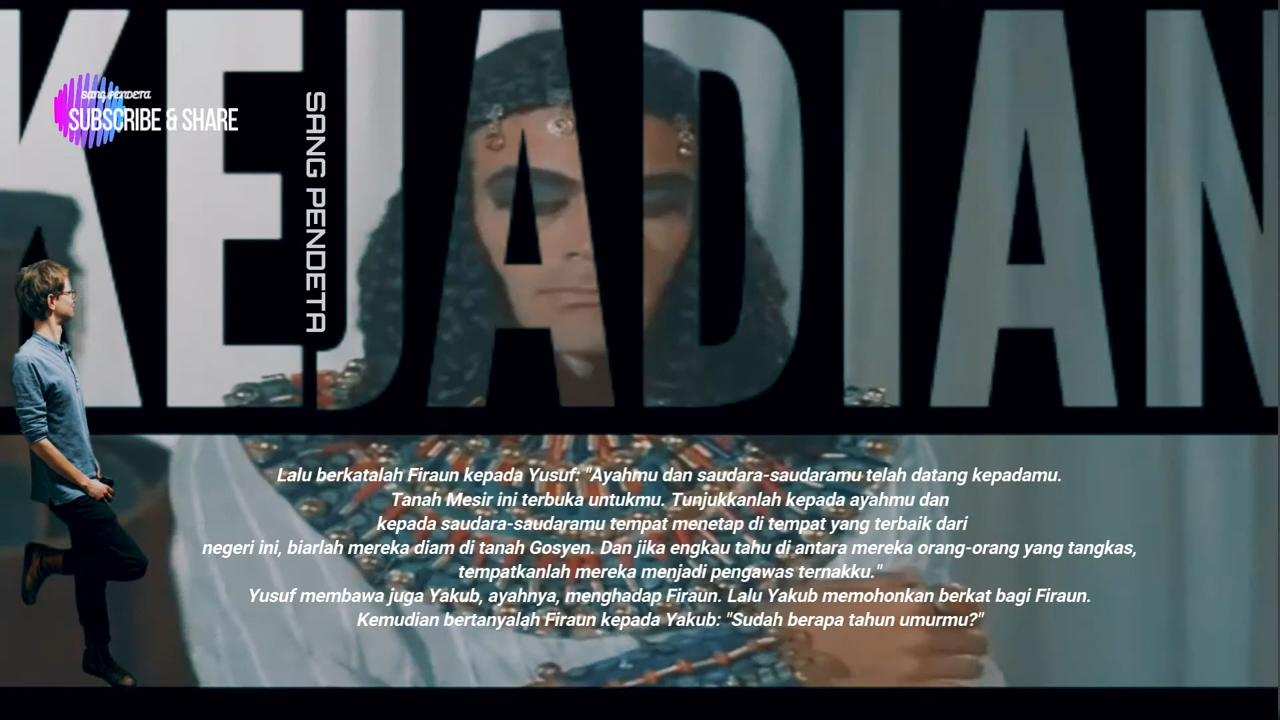 KEJADIAN
sang pendeta
SUBSCRIBE & SHARE
SANG PENDETA
Lalu berkatalah Firaun kepada Yusuf: "Ayahmu dan saudara-saudaramu telah datang kepadamu.
Tanah Mesir ini terbuka untukmu. Tunjukkanlah kepada ayahmu dan
kepada saudara-saudaramu tempat menetap di tempat yang terbaik dari
negeri ini, biarlah mereka diam di tanah Gosyen. Dan jika engkau tahu di antara mereka orang-orang yang tangkas,
tempatkanlah mereka menjadi pengawas ternakku."
Yusuf membawa juga Yakub, ayahnya, menghadap Firaun. Lalu Yakub memohonkan berkat bagi Firaun.
Kemudian bertanyalah Firaun kepada Yakub: "Sudah berapa tahun umurmu?"